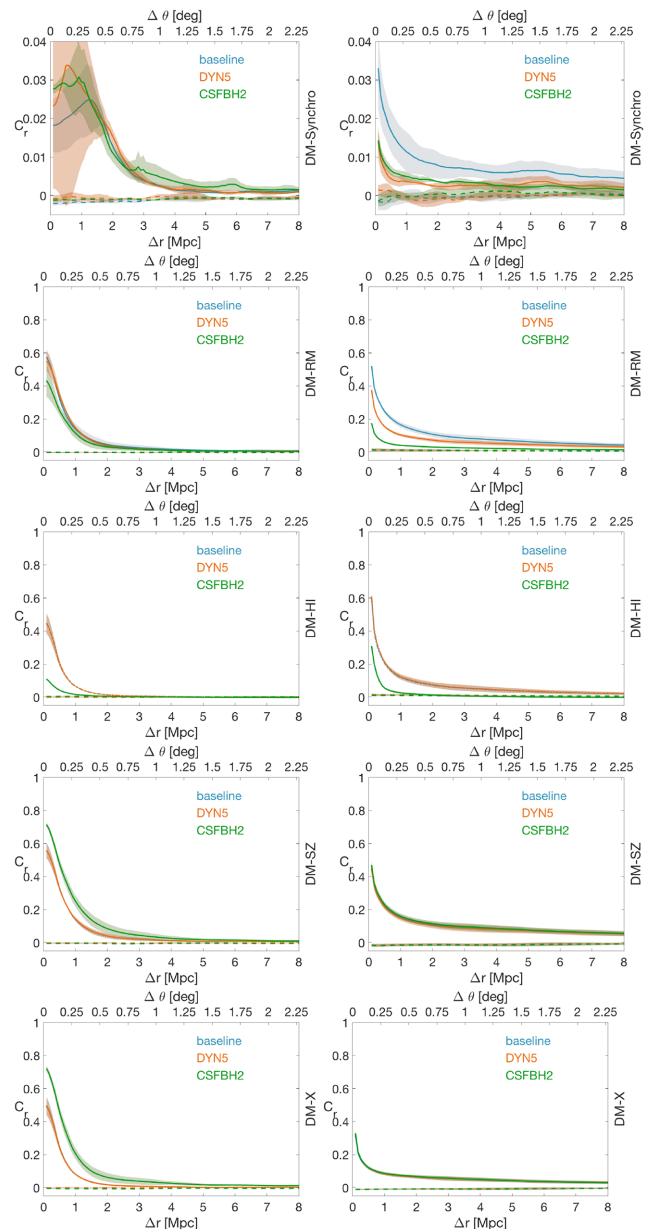 Δ θ [deg]
0 0.25 0.5 0.75 1 1.25 1.5 1.75 2 2.25
0.04
0.03
0.02
0.01
0
C_r
baseline
DYN5
CSFBH2
DM-Synchro
0 1 2 3 4 5 6 7 8
Δr [Mpc]
Δ θ [deg]
0 0.25 0.5 0.75 1 1.25 1.5 1.75 2 2.25
0.04
0.03
0.02
0.01
0
C_r
baseline
DYN5
CSFBH2
DM-Synchro
0 1 2 3 4 5 6 7 8
Δr [Mpc]
Δ θ [deg]
0 0.25 0.5 0.75 1 1.25 1.5 1.75 2 2.25
1
0.8
0.6
0.4
0.2
0
C_r
baseline
DYN5
CSFBH2
DM-RM
0 1 2 3 4 5 6 7 8
Δr [Mpc]
Δ θ [deg]
0 0.25 0.5 0.75 1 1.25 1.5 1.75 2 2.25
1
0.8
0.6
0.4
0.2
0
C_r
baseline
DYN5
CSFBH2
DM-RM
0 1 2 3 4 5 6 7 8
Δr [Mpc]
Δ θ [deg]
0 0.25 0.5 0.75 1 1.25 1.5 1.75 2 2.25
1
0.8
0.6
0.4
0.2
0
C_r
baseline
DYN5
CSFBH2
DM-HI
0 1 2 3 4 5 6 7 8
Δr [Mpc]
Δ θ [deg]
0 0.25 0.5 0.75 1 1.25 1.5 1.75 2 2.25
1
0.8
0.6
0.4
0.2
0
C_r
baseline
DYN5
CSFBH2
DM-HI
0 1 2 3 4 5 6 7 8
Δr [Mpc]
Δ θ [deg]
0 0.25 0.5 0.75 1 1.25 1.5 1.75 2 2.25
1
0.8
0.6
0.4
0.2
0
C_r
baseline
DYN5
CSFBH2
DM-SZ
0 1 2 3 4 5 6 7 8
Δr [Mpc]
Δ θ [deg]
0 0.25 0.5 0.75 1 1.25 1.5 1.75 2 2.25
1
0.8
0.6
0.4
0.2
0
C_r
baseline
DYN5
CSFBH2
DM-SZ
0 1 2 3 4 5 6 7 8
Δr [Mpc]
Δ θ [deg]
0 0.25 0.5 0.75 1 1.25 1.5 1.75 2 2.25
1
0.8
0.6
0.4
0.2
0
C_r
baseline
DYN5
CSFBH2
DM-X
0 1 2 3 4 5 6 7 8
Δr [Mpc]
Δ θ [deg]
0 0.25 0.5 0.75 1 1.25 1.5 1.75 2 2.25
1
0.8
0.6
0.4
0.2
0
C_r
baseline
DYN5
CSFBH2
DM-X
0 1 2 3 4 5 6 7 8
Δr [Mpc]